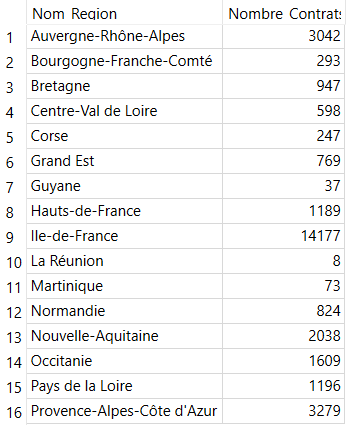 Nom Region Nombre Contrats
1 Auvergne-Rhône-Alpes 3042
2 Bourgogne-Franche-Comté 293
3 Bretagne 947
4 Centre-Val de Loire 598
5 Corse 247
6 Grand Est 769
7 Guyane 37
8 Hauts-de-France 1189
9 Ile-de-France 14177
10 La Réunion 8
11 Martinique 73
12 Normandie 824
13 Nouvelle-Aquitaine 2038
14 Occitanie 1609
15 Pays de la Loire 1196
16 Provence-Alpes-Côte d'Azur 3279